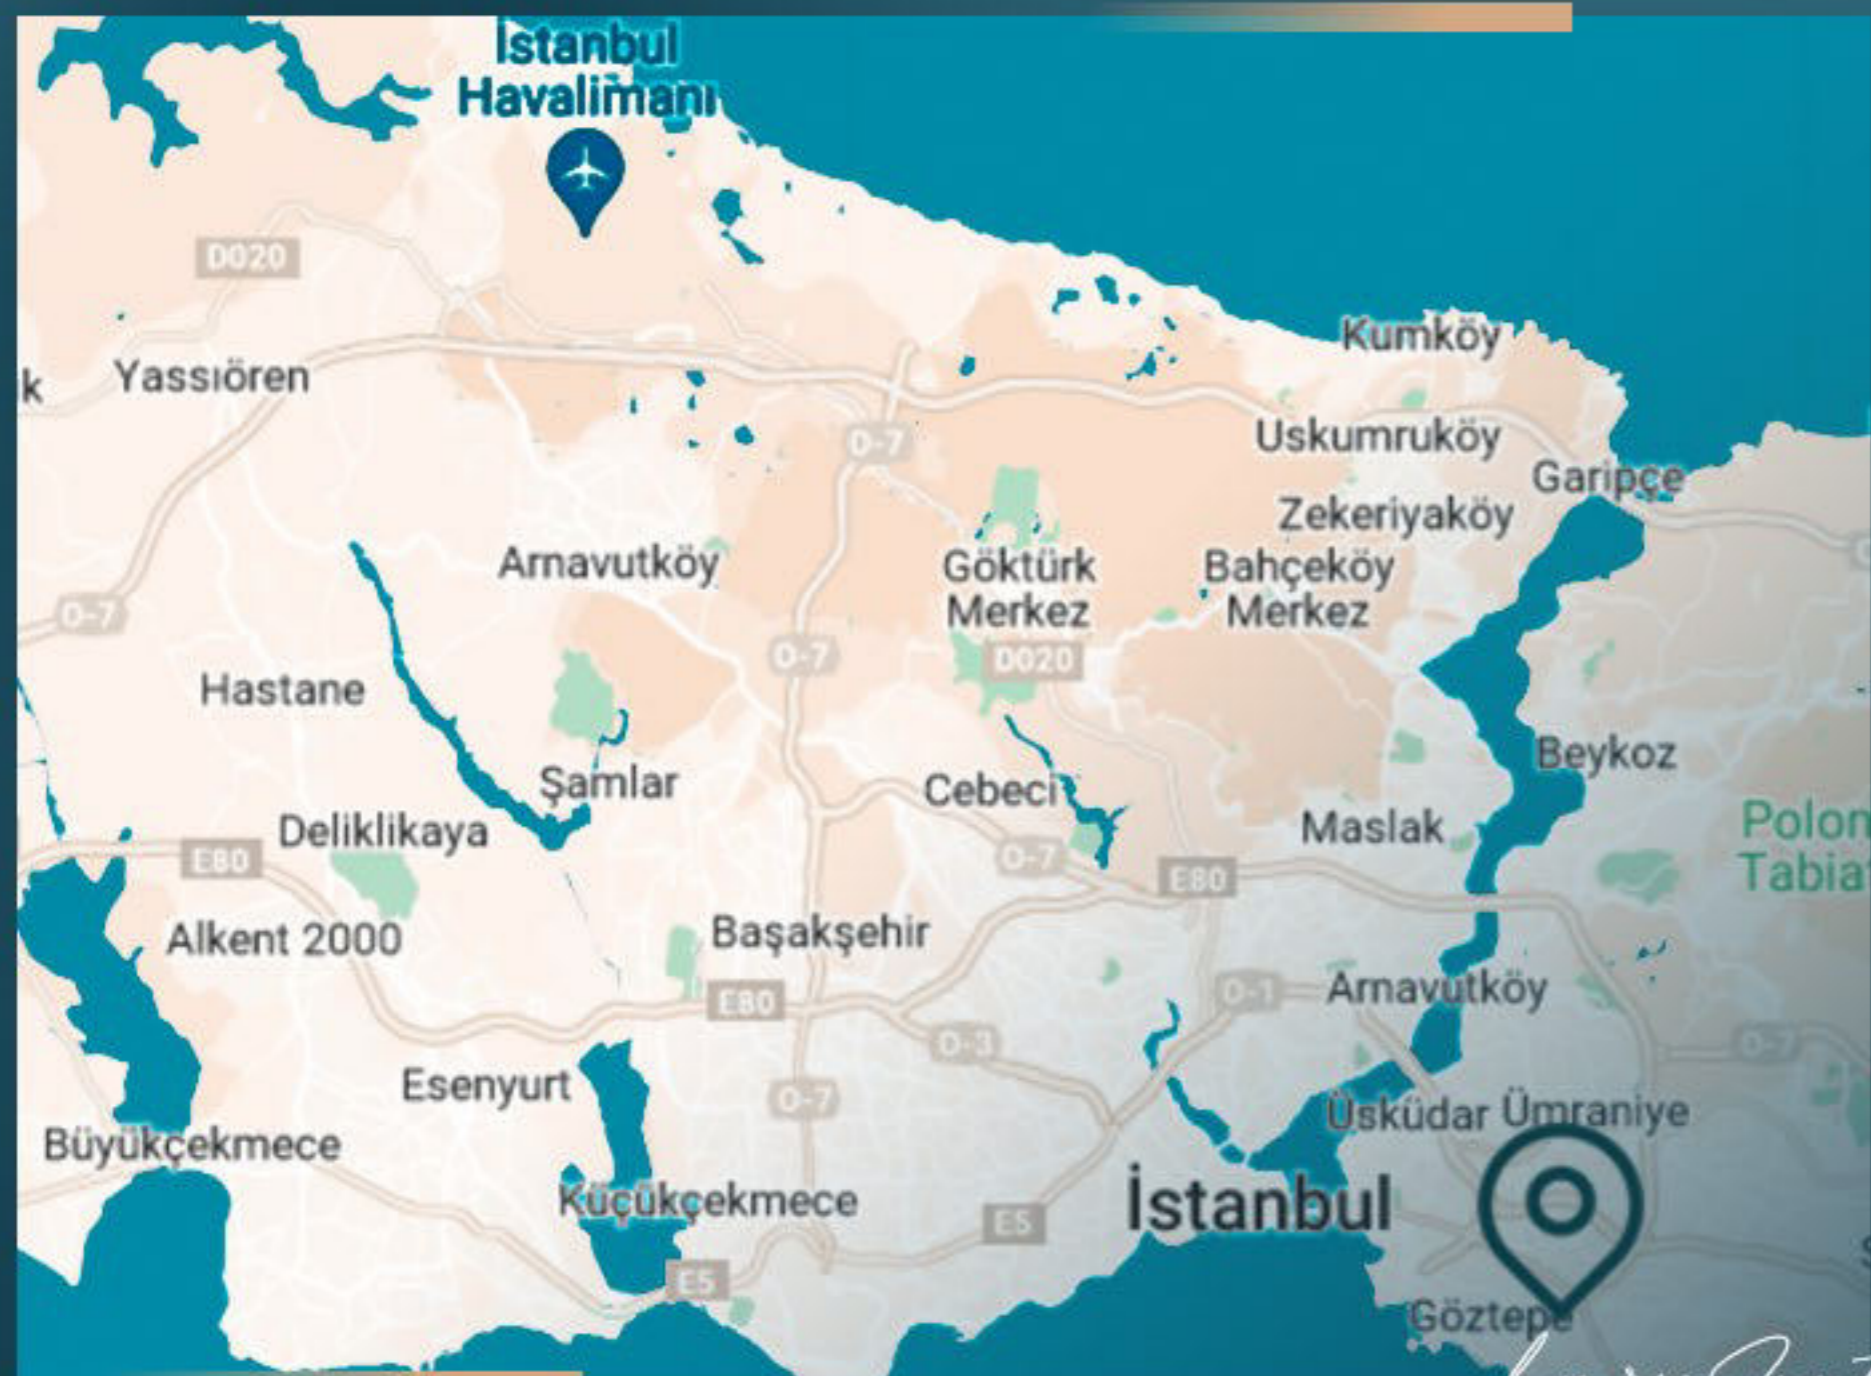 İstanbul
Havalimanı
D020
Kumköy
k
Yassıören
Uskumruköy
O-7
Garipçe
Zekeriyaköy
Arnavutköy
Göktürk
Merkez
Bahçeköy
Merkez
O-7
O-7
D020
Hastane
Beykoz
Şamlar
Cebeci
Deliklikaya
Maslak
Polon
Tabiat
E80
O-7
E80
Alkent 2000
Başakşehir
E80
O-1
Arnavutköy
O-3
O-7
Esenyurt
O-7
Üsküdar
Ümraniye
Büyükçekmece
Küçükçekmece
İstanbul
E5
E5
Göztepe